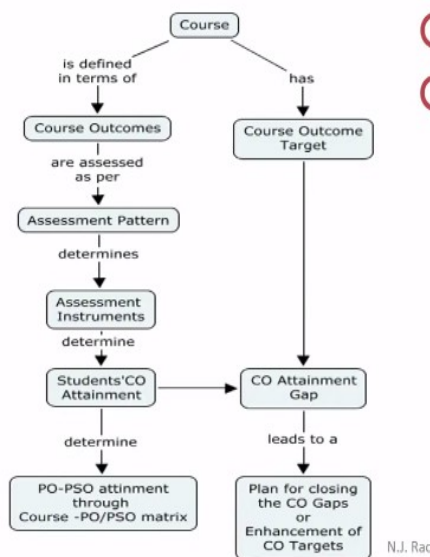 Course
is defined
in terms of
has
Course Outcomes
Course Outcome
Target
are assessed
as per
Assessment Pattern
determines
Assessment
Instruments
determine
Students'CO
Attainment
CO Attainment
Gap
determine
leads to a
PO-PSO attinment
through
Course -PO/PSO matrix
Plan for closing
the CO Gaps
or
Enhancement of
CO Targets
N.J.